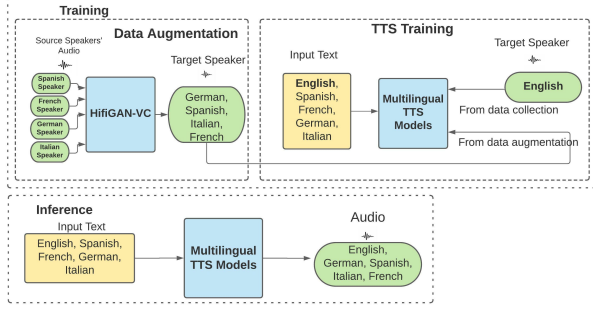 Training
Data Augmentation
Source Speakers'
Audio
Spanish
Speaker
French
Speaker
German
Speaker
Italian
Speaker
HifiGAN-VC
Target Speaker
German,
Spanish,
Italian,
French
TTS Training
Input Text
English,
Spanish,
French,
German,
Italian
Multilingual
TTS
Models
Target Speaker
English
From data collection
From data augmentation
Inference
Input Text
English, Spanish,
French, German,
Italian
Multilingual
TTS Models
Audio
English,
German, Spanish,
Italian, French